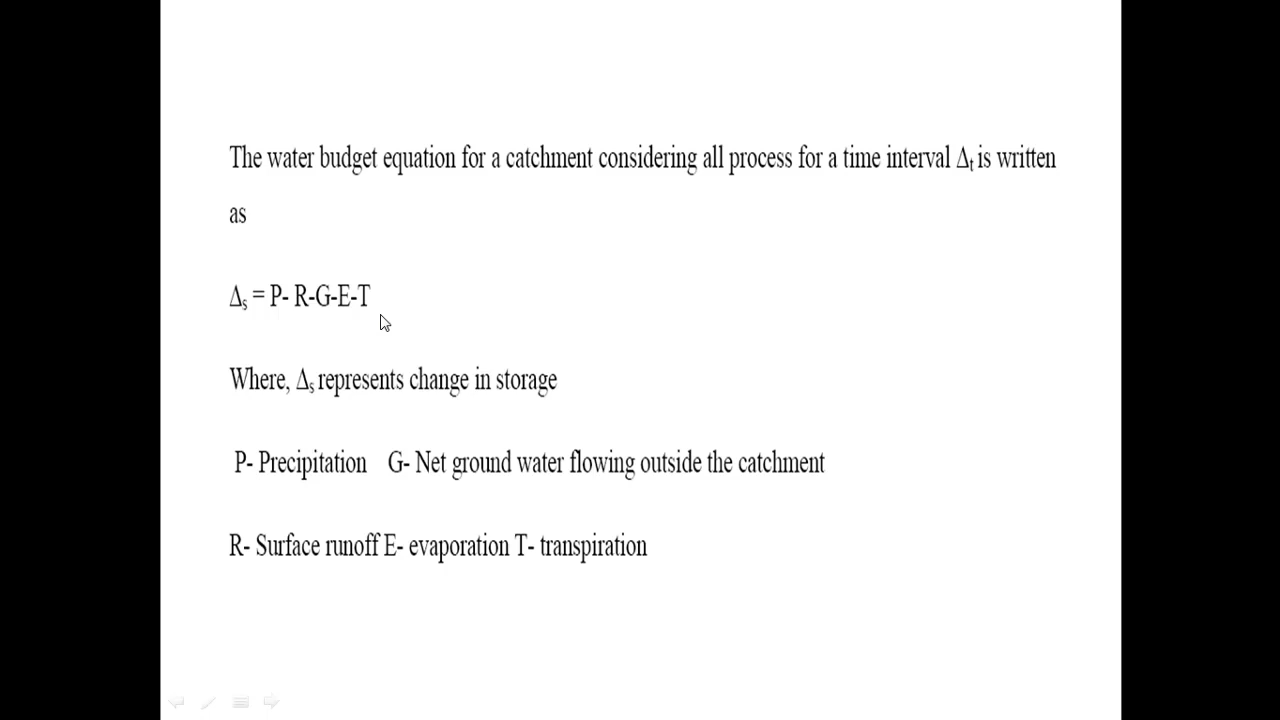 The water budget equation for a catchment considering all process for a time interval Δt is written
as
Δs = P- R-G-E-T
Where, Δs represents change in storage
P- Precipitation G- Net ground water flowing outside the catchment
R- Surface runoff E- evaporation T- transpiration